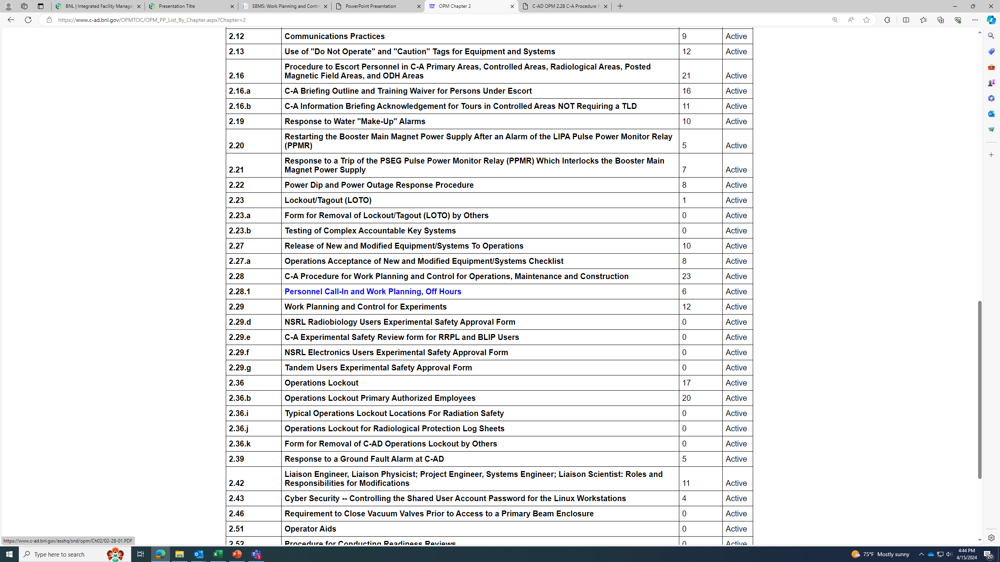 BNL | Integrated Facility Manage
Presentation Title
SBMS: Work Planning and Contro
PowerPoint Presentation
OPM TOC
OPM Chapter 2
C-AD OPM 2.28 C-A Procedure fo
https://www.c-ad.bnl.gov/OPMTOC/OPM_PP_List_By_Chapter.aspx?Chapter=2
2.12 Communications Practices 9 Active
2.13 Use of "Do Not Operate" and "Caution" Tags for Equipment and Systems 12 Active
Procedure to Escort Personnel in C-A Primary Areas, Controlled Areas, Radiological Areas, Posted
2.16 Magnetic Field Areas, and ODH Areas 21 Active
2.16.a C-A Briefing Outline and Training Waiver for Persons Under Escort 16 Active
2.16.b C-A Information Briefing Acknowledgement for Tours in Controlled Areas NOT Requiring a TLD 11 Active
2.19 Response to Water "Make-Up" Alarms 10 Active
Restarting the Booster Main Magnet Power Supply After an Alarm of the LIPA Pulse Power Monitor Relay
2.20 (PPMR) 5 Active
Response to a Trip of the PSEG Pulse Power Monitor Relay (PPMR) Which Interlocks the Booster Main
2.21 Magnet Power Supply 7 Active
2.22 Power Dip and Power Outage Response Procedure 8 Active
2.23 Lockout/Tagout (LOTO) 1 Active
2.23.a Form for Removal of Lockout/Tagout (LOTO) by Others 0 Active
2.23.b Testing of Complex Accountable Key Systems 0 Active
2.27 Release of New and Modified Equipment/Systems To Operations 10 Active
2.27.a Operations Acceptance of New and Modified Equipment/Systems Checklist 8 Active
2.28 C-A Procedure for Work Planning and Control for Operations, Maintenance and Construction 23 Active
2.28.1 Personnel Call-In and Work Planning, Off Hours 6 Active
2.29 Work Planning and Control for Experiments 12 Active
2.29.d NSRL Radiobiology Users Experimental Safety Approval Form 0 Active
2.29.e C-A Experimental Safety Review form for RRPL and BLIP Users 0 Active
2.29.f NSRL Electronics Users Experimental Safety Approval Form 0 Active
2.29.g Tandem Users Experimental Safety Approval Form 0 Active
2.36 Operations Lockout 17 Active
2.36.b Operations Lockout Primary Authorized Employees 20 Active
2.36.i Typical Operations Lockout Locations For Radiation Safety 0 Active
2.36.j Operations Lockout for Radiological Protection Log Sheets 0 Active
2.36.k Form for Removal of C-AD Operations Lockout by Others 0 Active
2.39 Response to a Ground Fault Alarm at C-AD 5 Active
Liaison Engineer, Liaison Physicist; Project Engineer, Systems Engineer; Liaison Scientist: Roles and
2.42 Responsibilities for Modifications 11 Active
2.43 Cyber Security -- Controlling the Shared User Account Password for the Linux Workstations 4 Active
2.46 Requirement to Close Vacuum Valves Prior to Access to a Primary Beam Enclosure 0 Active
2.51 Operator Aids 0 Active
2.52 Procedure for Conducting Readiness Reviews 0 Active
https://www.c-ad.bnl.gov/esshq/snd/opm/Ch02/02-28-01.PDF
Type here to search
1
75°F Mostly sunny
4:44 PM
4/15/2024
20